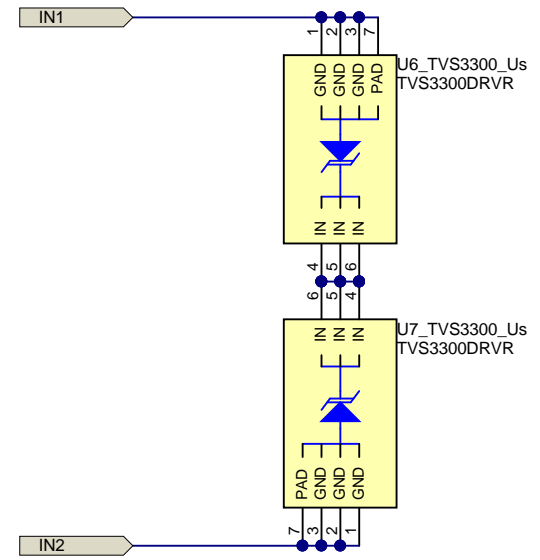 IN1
1 2 3 7
GND GND GND PAD
U6_TVS3300_Us
TVS3300DRVR
IN IN IN
4 5 6
6 5 4
IN IN IN
U7_TVS3300_Us
TVS3300DRVR
PAD GND GND GND
7 3 2 1
IN2